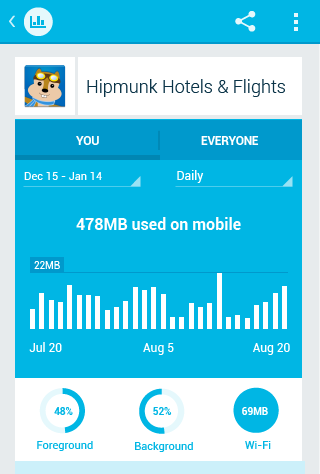 Hipmunk Hotels & Flights
YOU
EVERYONE
Dec 15 - Jan 14
Daily
478MB used on mobile
22MB
Jul 20
Aug 5
Aug 20
48%
52%
69MB
Foreground
Background
Wi-Fi